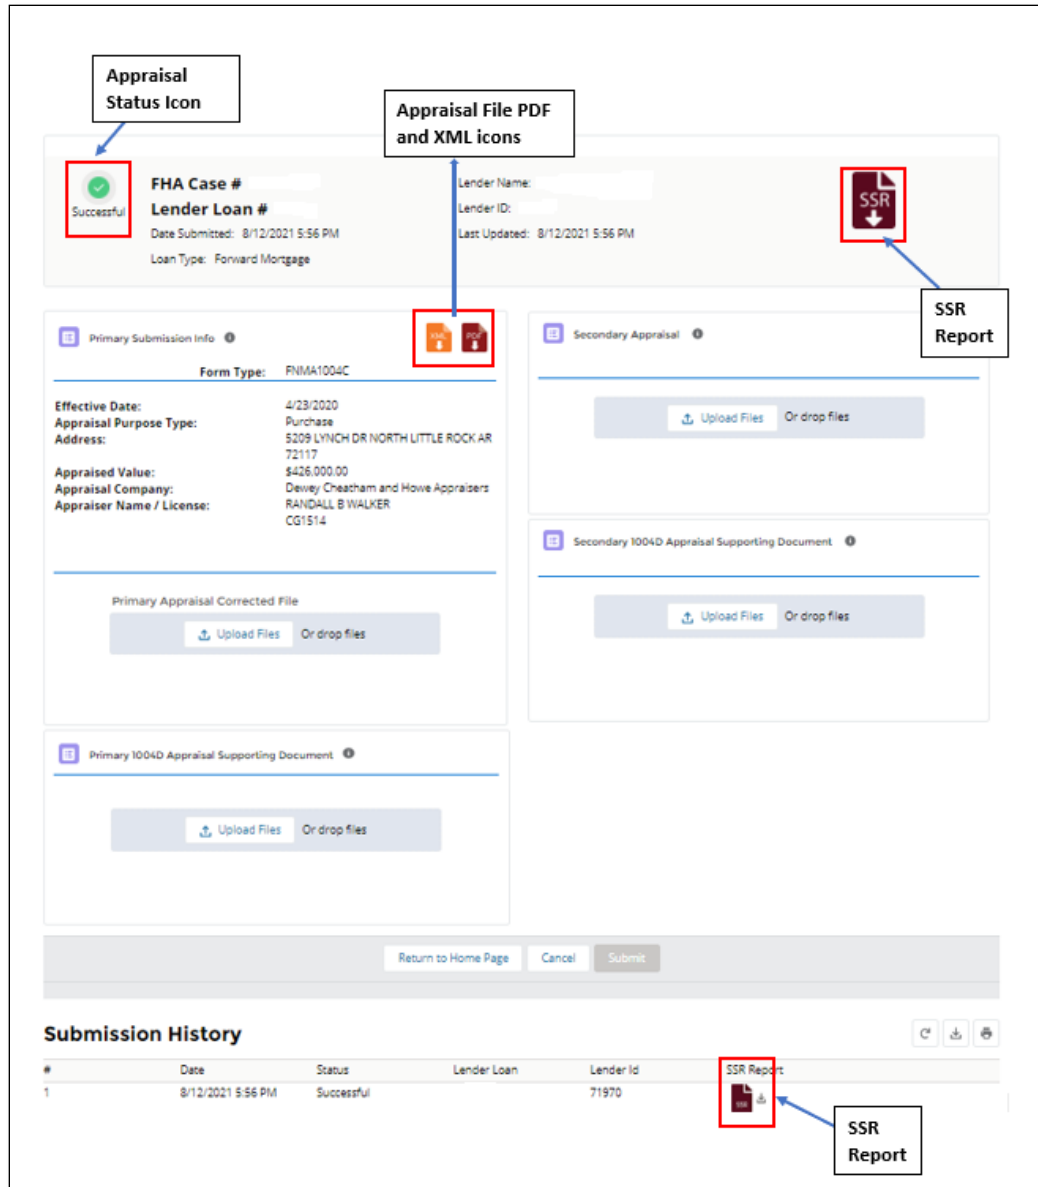 Appraisal
Status Icon
Appraisal File PDF
and XML icons
Successful
FHA Case #
Lender Loan #
Date Submitted: 8/12/2021 5:56 PM
Loan Type: Forward Mortgage
Lender Name:
Lender ID:
Last Updated: 8/12/2021 5:56 PM
SSR
SSR
Report
Primary Submission Info
XML
PDF
Form Type: FNMA1004C
Effective Date: 4/23/2020
Appraisal Purpose Type: Purchase
Address: 5209 LYNCH DR NORTH LITTLE ROCK AR
72117
Appraised Value: $426,000.00
Appraisal Company: Dewey Cheatham and Howe Appraisers
Appraiser Name / License: RANDALL B WALKER
CG1514
Primary Appraisal Corrected File
Upload Files Or drop files
Secondary Appraisal
Upload Files Or drop files
Secondary 1004D Appraisal Supporting Document
Upload Files Or drop files
Primary 1004D Appraisal Supporting Document
Upload Files Or drop files
Return to Home Page Cancel Submit
Submission History
# Date Status Lender Loan Lender Id SSR Report
1 8/12/2021 5:56 PM Successful 71970
SSR
SSR
Report